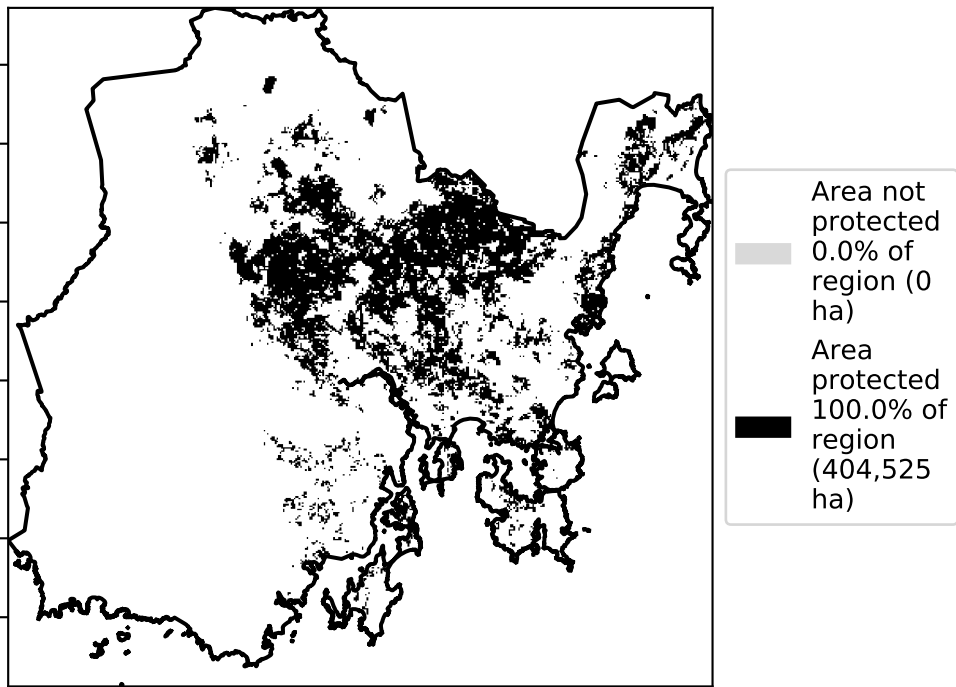 Area not
protected
0.0% of
region (0
ha)
Area
protected
100.0% of
region
(404,525
ha)